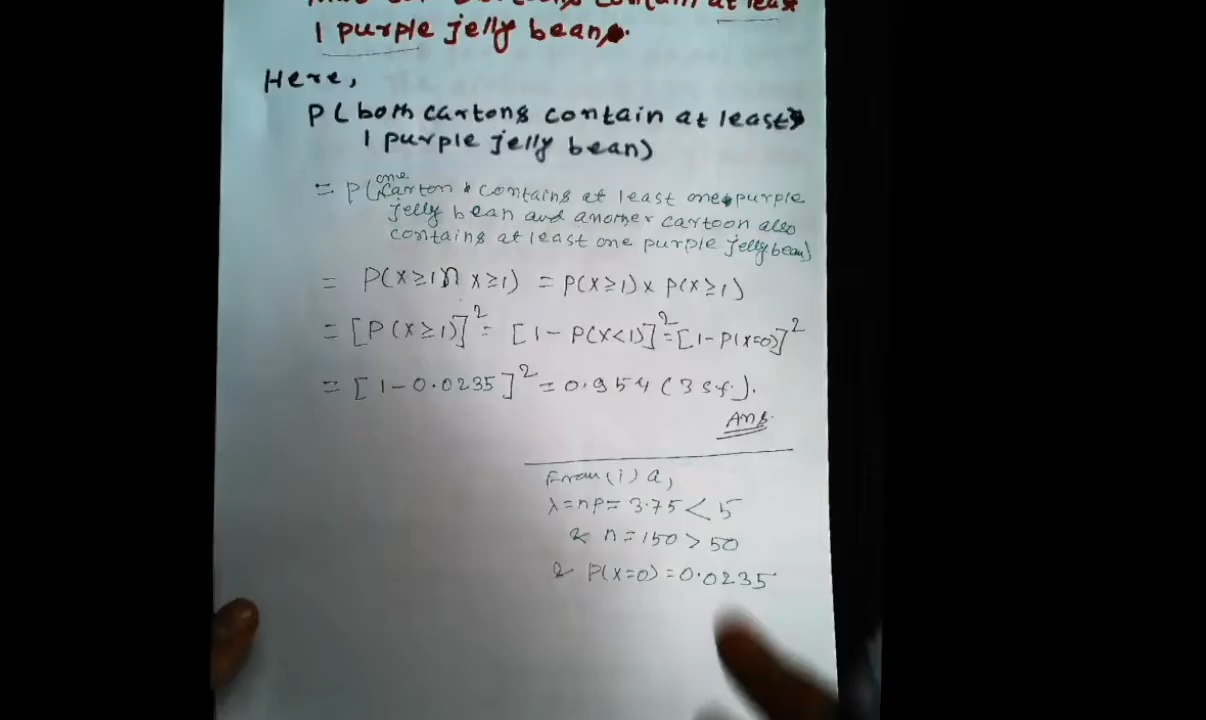 contain at least
1 purple jelly bean.
Here,
P(both cartons contain at least
1 purple jelly bean)
= P(one carton contains at least one purple
jelly bean and another cartoon also
contains at least one purple jelly bean)
= P(x≥1 ∩ x≥1) = P(x≥1) x P(x≥1)
= [P(x≥1)]² = [1-P(x<1)]² = [1-P(x=0)]²
= [1-0.0235]² = 0.954 (3 s.f.).
Ans.
From (i) a,
λ=np= 3.75 < 5
& n=150 > 50
& P(x=0) = 0.0235